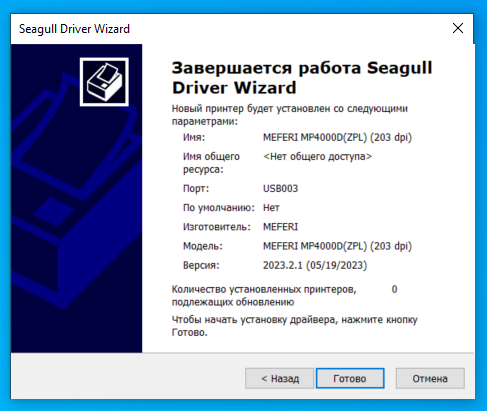 Seagull Driver Wizard
Завершается работа Seagull
Driver Wizard
Новый принтер будет установлен со следующими
параметрами:
Имя: MEFERI MP4000D(ZPL) (203 dpi)
Имя общего <Нет общего доступа>
ресурса:
Порт: USB003
По умолчанию: Нет
Изготовитель: MEFERI
Модель: MEFERI MP4000D(ZPL) (203 dpi)
Версия: 2023.2.1 (05/19/2023)
Количество установленных принтеров, 0
подлежащих обновлению
Чтобы начать установку драйвера, нажмите кнопку
Готово.
< Назад Готово Отмена